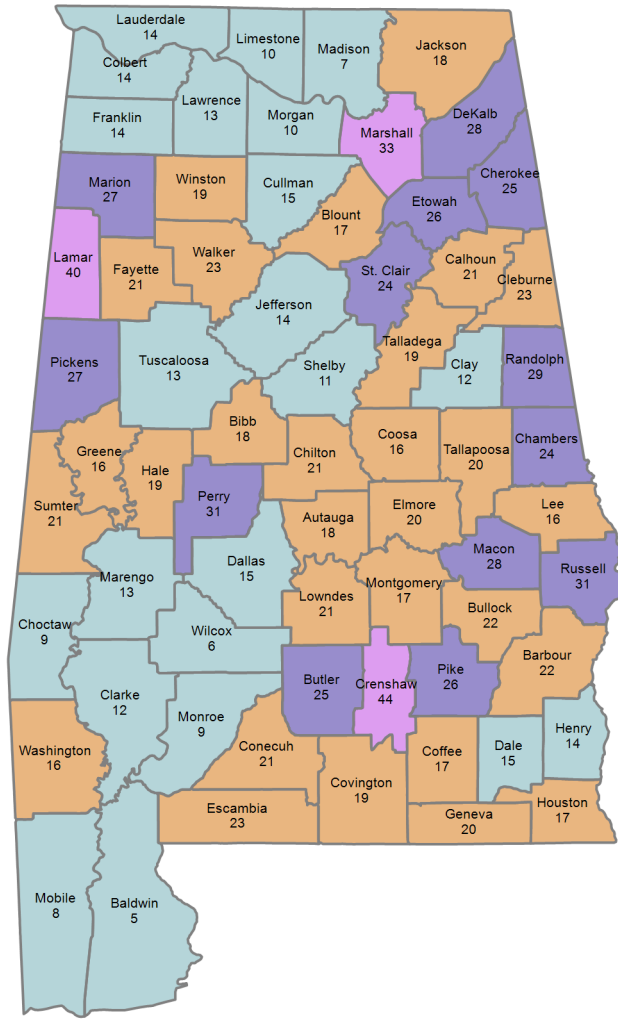 Lauderdale
14
Limestone
10
Madison
7
Jackson
18
Colbert
14
Lawrence
13
Franklin
14
Morgan
10
Marshall
33
DeKalb
28
Cherokee
25
Marion
27
Winston
19
Cullman
15
Etowah
26
Blount
17
Lamar
40
Fayette
21
Walker
23
St. Clair
24
Calhoun
21
Cleburne
23
Jefferson
14
Talladega
19
Pickens
27
Tuscaloosa
13
Shelby
11
Clay
12
Randolph
29
Bibb
18
Coosa
16
Tallapoosa
20
Chambers
24
Greene
16
Hale
19
Chilton
21
Sumter
21
Perry
31
Autauga
18
Elmore
20
Lee
16
Marengo
13
Dallas
15
Macon
28
Russell
31
Lowndes
21
Montgomery
17
Bullock
22
Choctaw
9
Wilcox
6
Barbour
22
Clarke
12
Butler
25
Crenshaw
44
Pike
26
Monroe
9
Washington
16
Conecuh
21
Coffee
17
Dale
15
Henry
14
Covington
19
Escambia
23
Geneva
20
Houston
17
Mobile
8
Baldwin
5